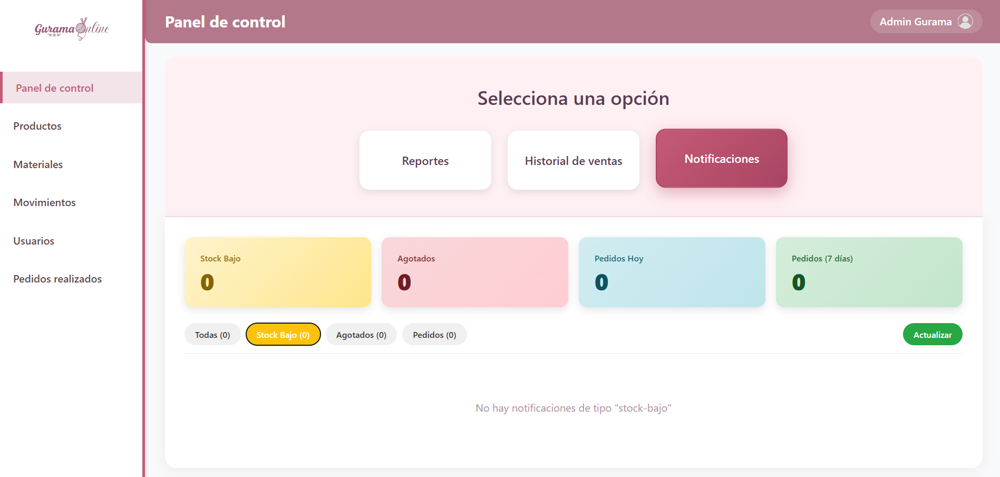 Gurama Online
Panel de control
Admin Gurama
Panel de control
Productos
Materiales
Movimientos
Usuarios
Pedidos realizados
Selecciona una opción
Reportes
Historial de ventas
Notificaciones
Stock Bajo
0
Agotados
0
Pedidos Hoy
0
Pedidos (7 días)
0
Todas (0)
Stock Bajo (0)
Agotados (0)
Pedidos (0)
Actualizar
No hay notificaciones de tipo "stock-bajo"